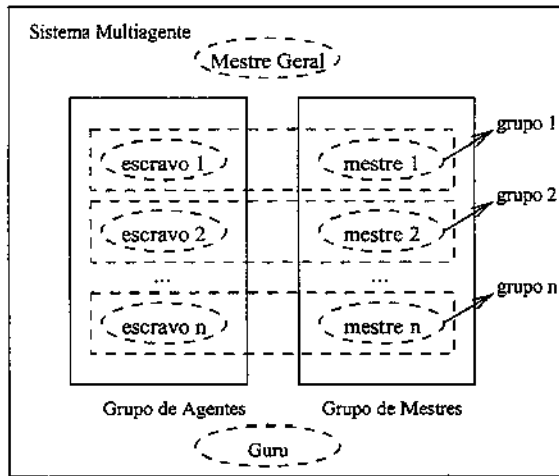 Sistema Multiagente
Mestre Geral
grupo 1
escravo 1
mestre 1
grupo 2
escravo 2
mestre 2
...
...
grupo n
escravo n
mestre n
Grupo de Agentes
Grupo de Mestres
Guru